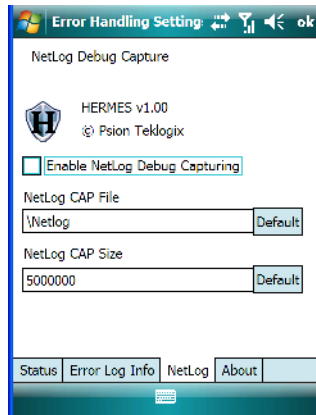 Error Handling Setting: ok
NetLog Debug Capture
H
HERMES v1.00
© Psion Teklogix
Enable NetLog Debug Capturing
NetLog CAP File
\Netlog Default
NetLog CAP Size
5000000 Default
Status Error Log Info NetLog About